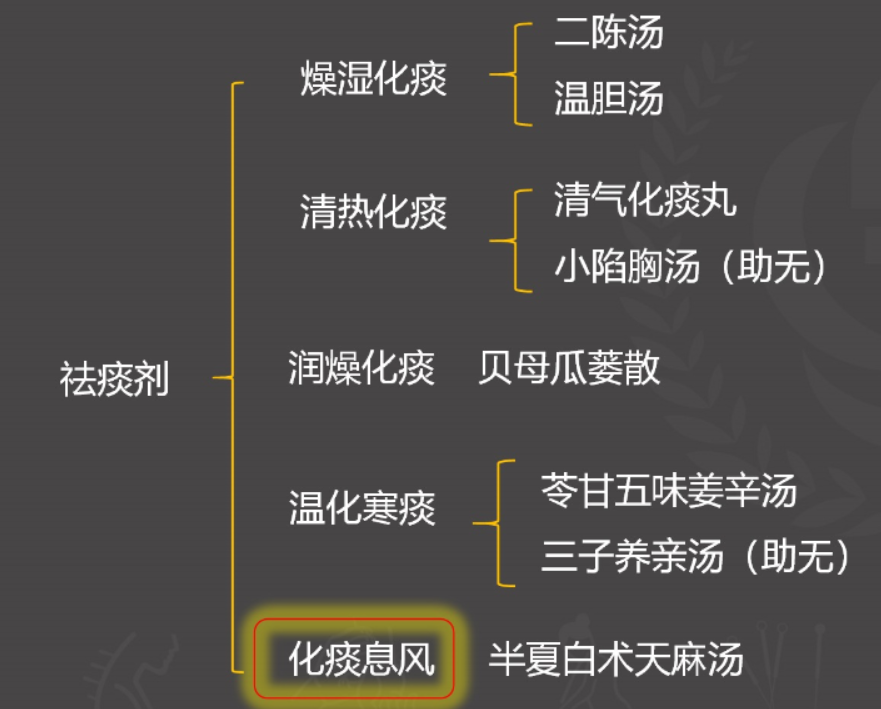 燥湿化痰
二陈汤
温胆汤
清热化痰
清气化痰丸
小陷胸汤（助无）
祛痰剂
润燥化痰 贝母瓜蒌散
温化寒痰
苓甘五味姜辛汤
三子养亲汤（助无）
化痰息风 半夏白术天麻汤